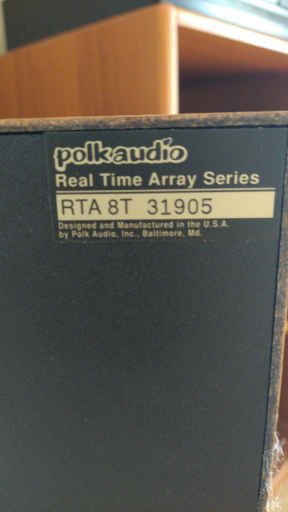 polkaudio
Real Time Array Series
RTA 8T 31905
Designed and Manufactured in the U.S.A.
by Polk Audio, Inc., Baltimore, Md.